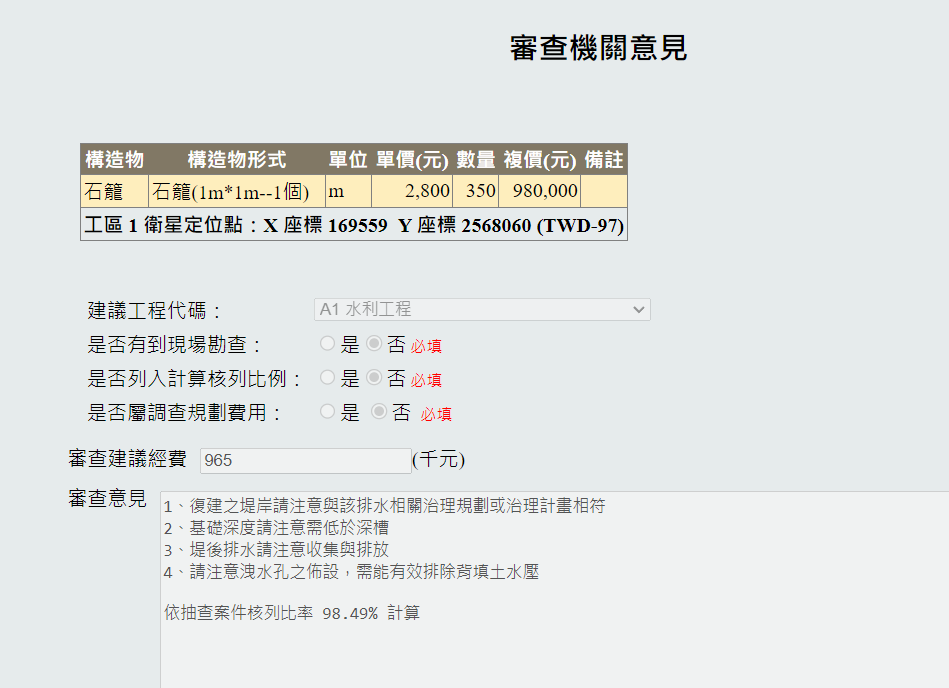 審查機關意見
構造物 構造物形式 單位 單價(元) 數量 複價(元) 備註
石籠 石籠(1m*1m--1個) m 2,800 350 980,000
工區 1 衛星定位點：X 座標 169559 Y 座標 2568060 (TWD-97)
建議工程代碼： A1 水利工程
是否有到現場勘查： 是 否 必填
是否列入計算核列比例： 是 否 必填
是否屬調查規劃費用： 是 否 必填
審查建議經費 965 (千元)
審查意見
1、復建之堤岸請注意與該排水相關治理規劃或治理計畫相符
2、基礎深度請注意需低於深槽
3、堤後排水請注意收集與排放
4、請注意洩水孔之佈設，需能有效排除背填土水壓
依抽查案件核列比率 98.49% 計算